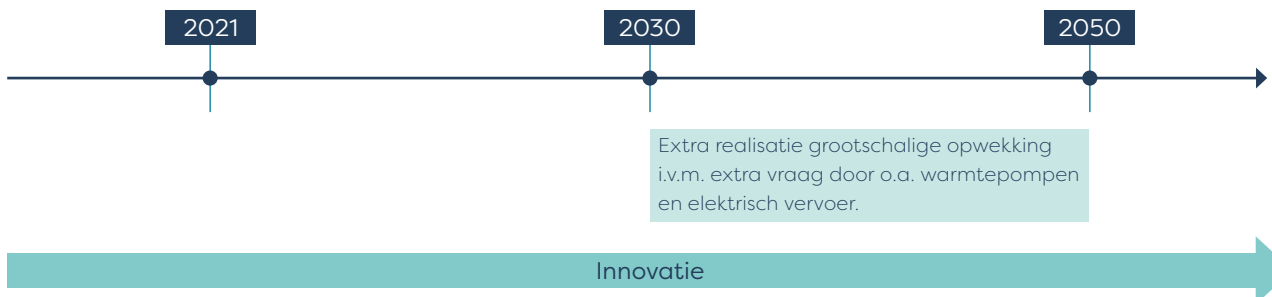 2021
2030
2050
Extra realisatie grootschalige opwekking
i.v.m. extra vraag door o.a. warmtepompen
en elektrisch vervoer.
Innovatie